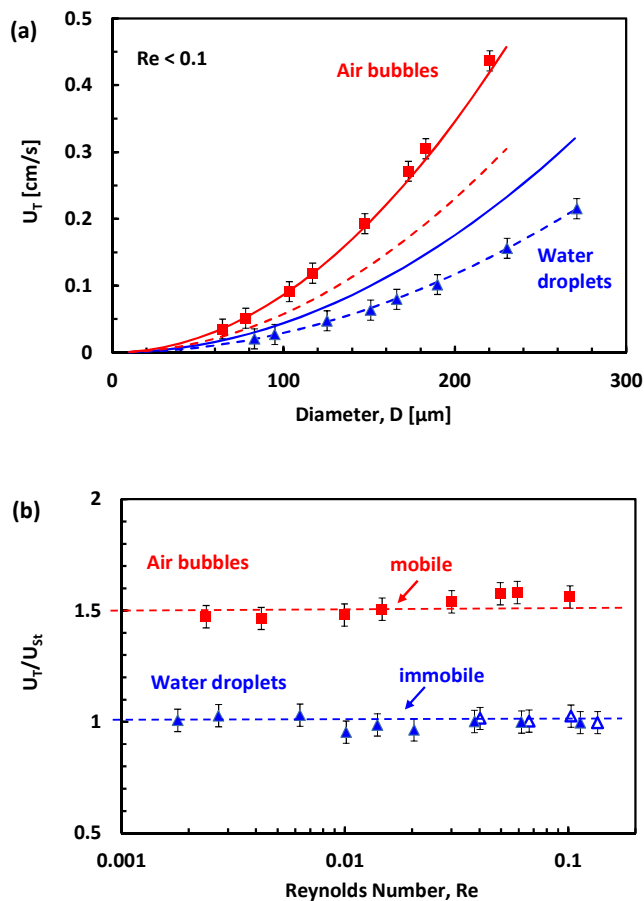 (a)
0.5
0.4
0.3
0.2
0.1
0
U_T [cm/s]
Re < 0.1
Air bubbles
Water
droplets
0
100
200
300
Diameter, D [µm]
(b)
2
1.5
1
0.5
U_T/U_St
Air bubbles
mobile
Water droplets
immobile
0.001
0.01
0.1
Reynolds Number, Re